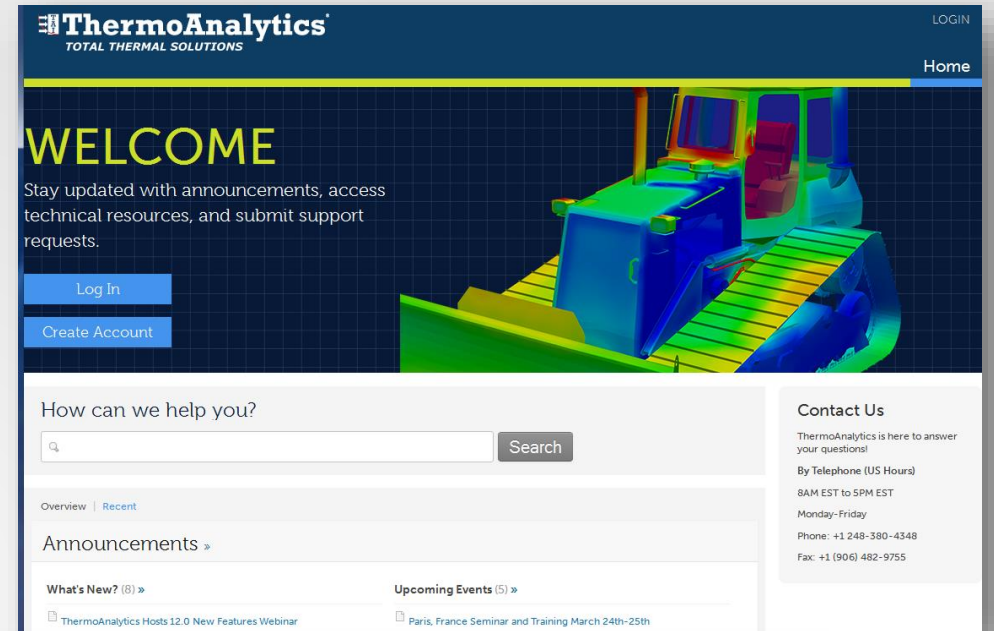 ThermoAnalytics
TOTAL THERMAL SOLUTIONS
LOGIN
Home
WELCOME
Stay updated with announcements, access
technical resources, and submit support
requests.
Log In
Create Account
How can we help you?
Search
Overview | Recent
Announcements »
What's New? (8) »
ThermoAnalytics Hosts 12.0 New Features Webinar
Upcoming Events (5) »
Paris, France Seminar and Training March 24th-25th
Contact Us
ThermoAnalytics is here to answer
your questions!
By Telephone (US Hours)
8AM EST to 5PM EST
Monday-Friday
Phone: +1 248-380-4348
Fax: +1 (906) 482-9755